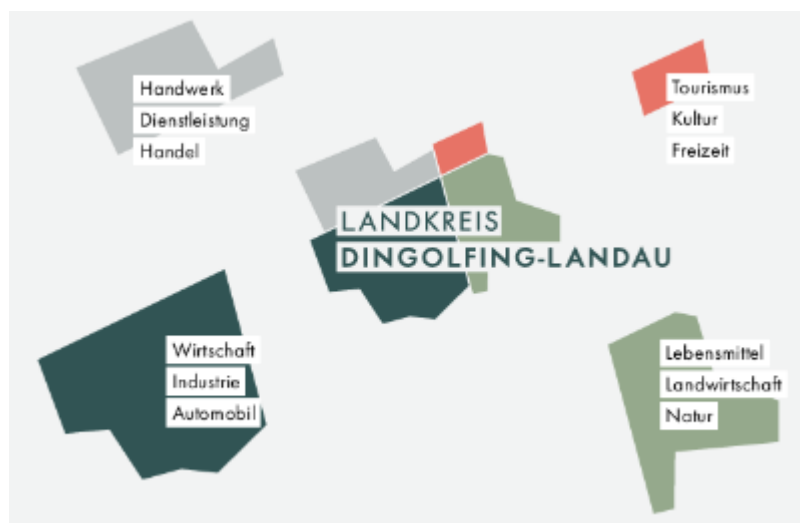 Handwerk
Dienstleistung
Handel
Tourismus
Kultur
Freizeit
LANDKREIS
DINGOLFING-LANDAU
Wirtschaft
Industrie
Automobil
Lebensmittel
Landwirtschaft
Natur